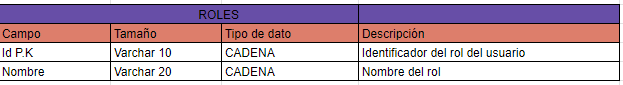 ROLES
Campo Tamaño Tipo de dato Descripción
Id P.K Varchar 10 CADENA Identificador del rol del usuario
Nombre Varchar 20 CADENA Nombre del rol